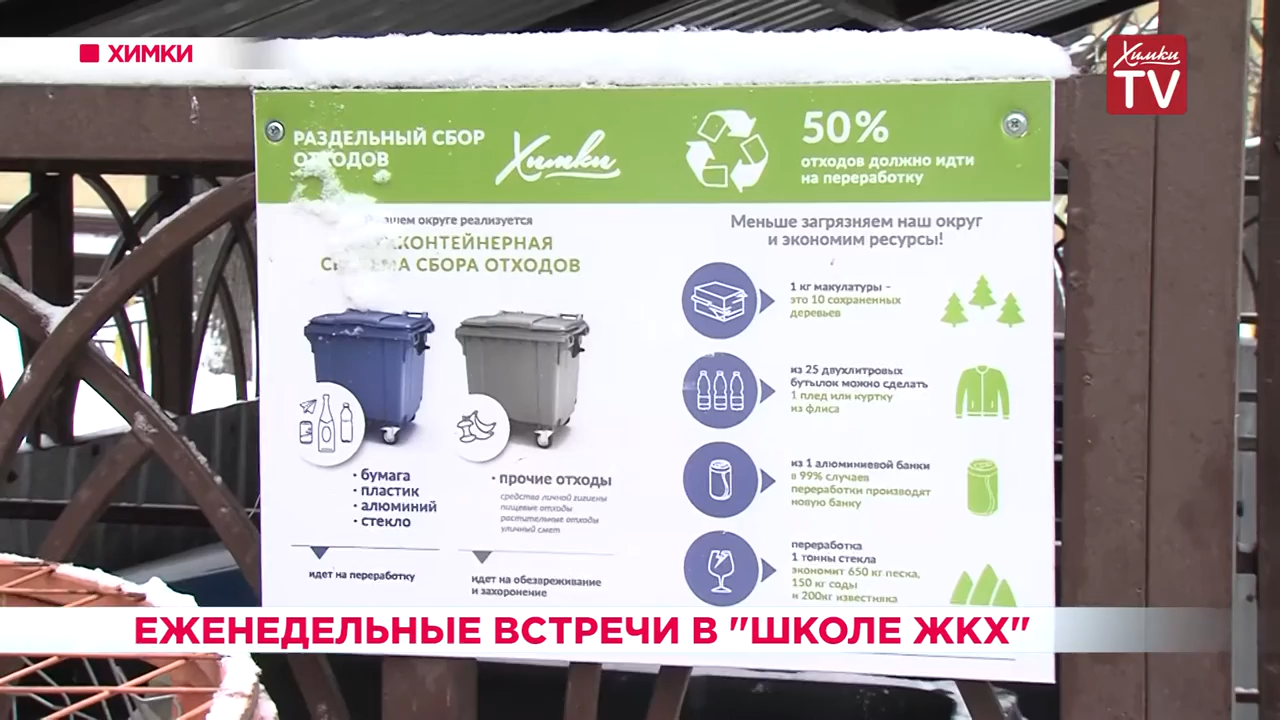 ХИМКИ
Химки
TV
РАЗДЕЛЬНЫЙ СБОР
ОТХОДОВ
Химки
50%
отходов должно идти
на переработку
округе реализуется
СБОРА ОТХОДОВ
• бумага
• пластик
• алюминий
• стекло
идет на переработку
• прочие отходы
средства личной гигиены
пищевые отходы
растительные отходы
уличный смет
идет на обезвреживание
и захоронение
Меньше загрязняем наш округ
и экономим ресурсы!
1 кг макулатуры -
это 10 сохраненных
деревьев
из 25 двухлитровых
бутылок можно сделать
1 плед или куртку
из флиса
из 1 алюминиевой банки
в 99% случаев
переработки производят
новую банку
переработка
1 тонны стекла
экономит 650 кг песка,
150 кг соды
и 200кг известняка
ЕЖЕНЕДЕЛЬНЫЕ ВСТРЕЧИ В "ШКОЛЕ ЖКХ"